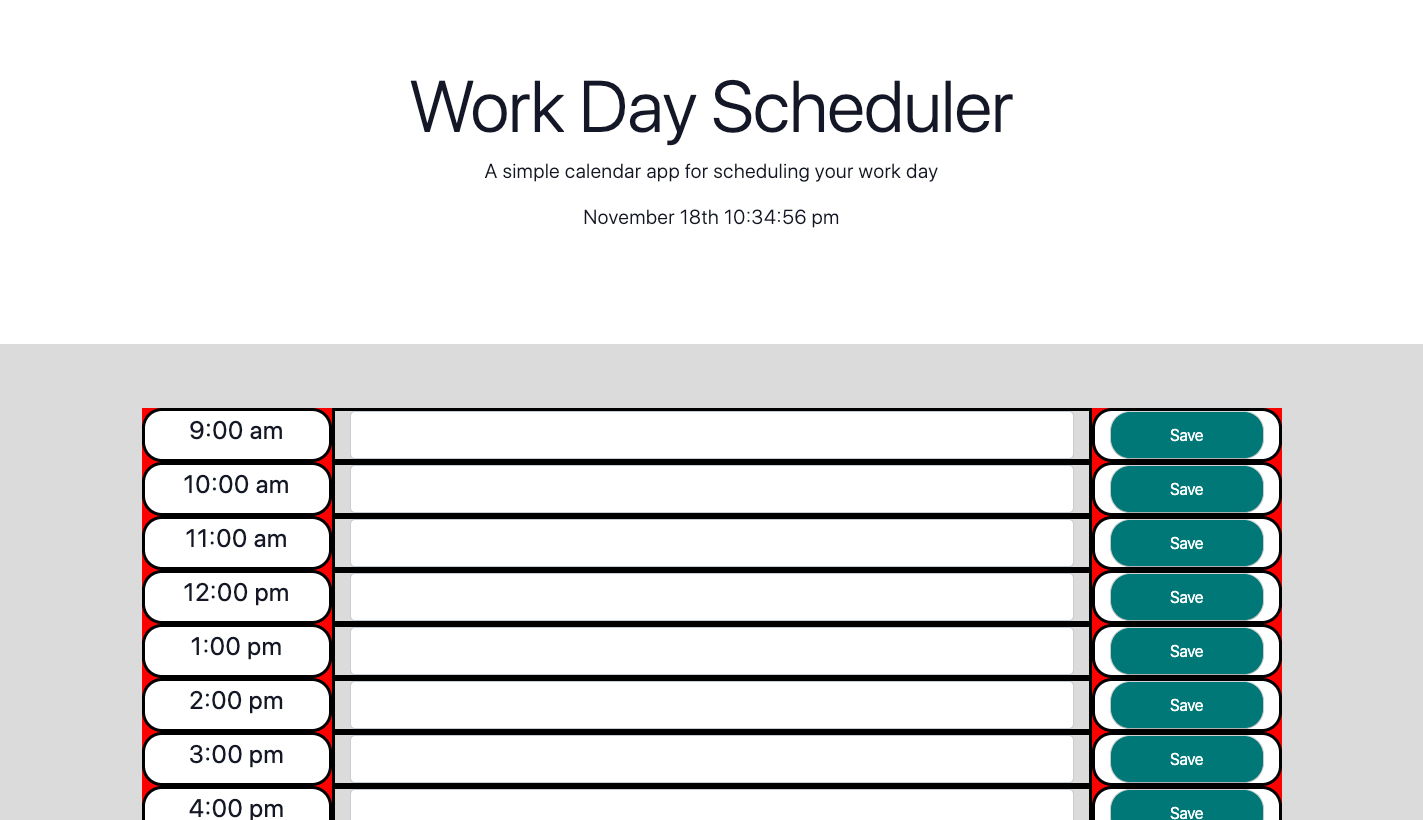 Work Day Scheduler
A simple calendar app for scheduling your work day
November 18th 10:34:56 pm
9:00 am Save
10:00 am Save
11:00 am Save
12:00 pm Save
1:00 pm Save
2:00 pm Save
3:00 pm Save
4:00 pm Save